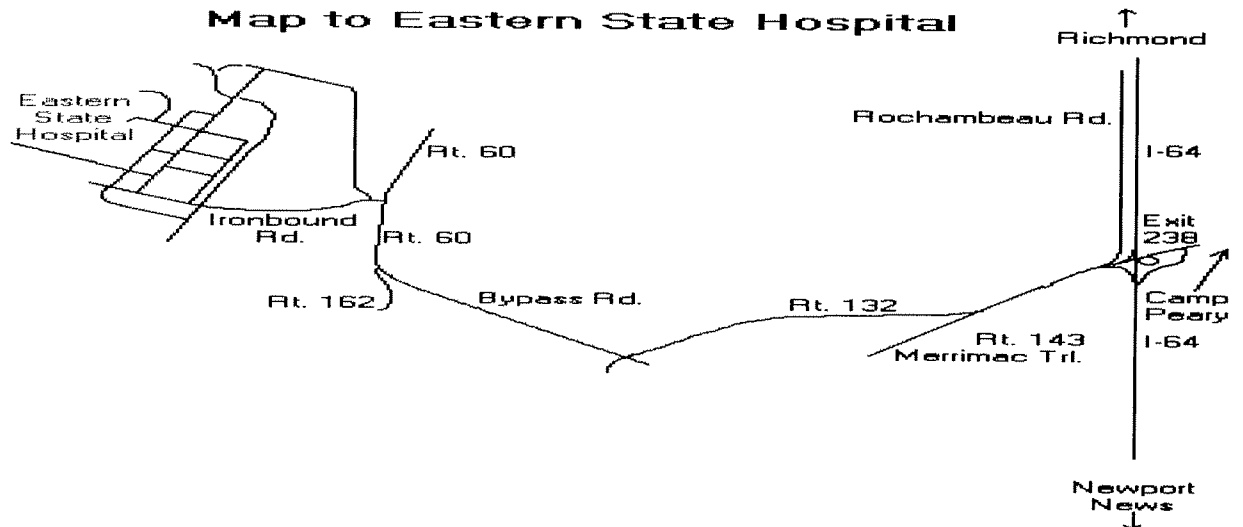 Map to Eastern State Hospital
Richmond
Eastern
State
Hospital
Rochambeau Rd.
Rt. 60
I-64
Ironbound
Rd.
Rt. 60
Exit
238
Rt. 162
Bypass Rd.
Rt. 132
Camp
Peary
Rt. 143
Merrimac Trl.
I-64
Newport
News